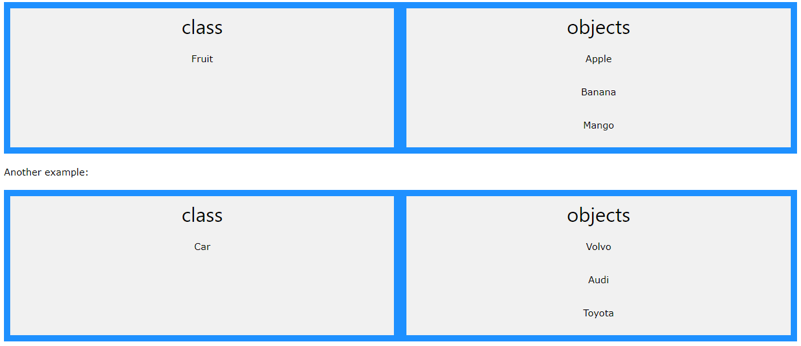 class
Fruit
objects
Apple
Banana
Mango
Another example:
class
Car
objects
Volvo
Audi
Toyota